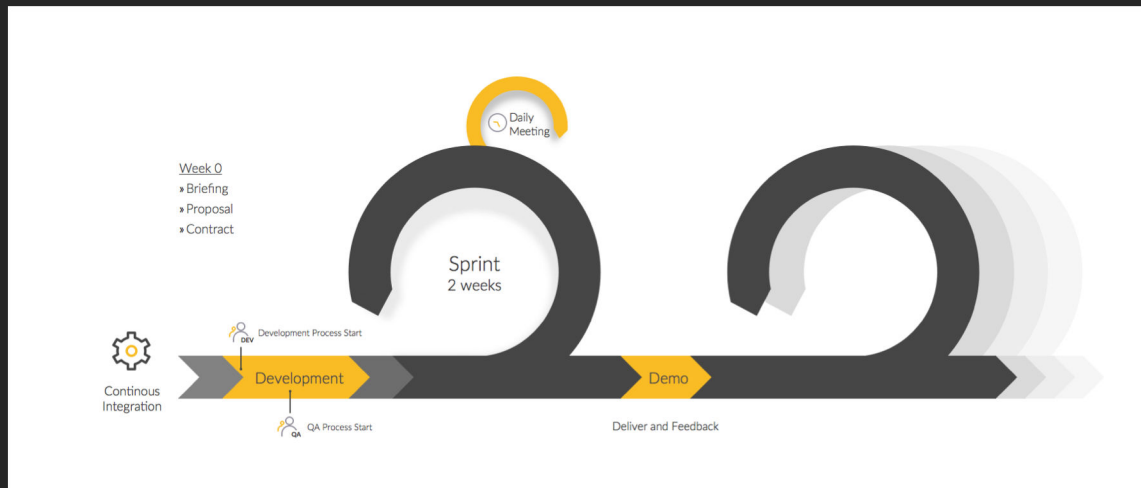 Daily
Meeting
Week 0
» Briefing
» Proposal
» Contract
Sprint
2 weeks
DEV
Development Process Start
Continous
Integration
Development
Demo
QA
QA Process Start
Deliver and Feedback